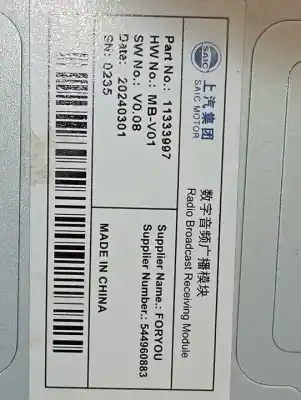 SAIC
上汽集团
SAIC MOTOR
数字音频广播模块
Radio Broadcast Receiving Module
Part No.: 11333997
HW No.: MB-V01
SW No.: V0.08
Date: 20240301
SN: 0235
Supplier Name.: FORYOU
Supplier Number.: 544960883
MADE IN CHINA